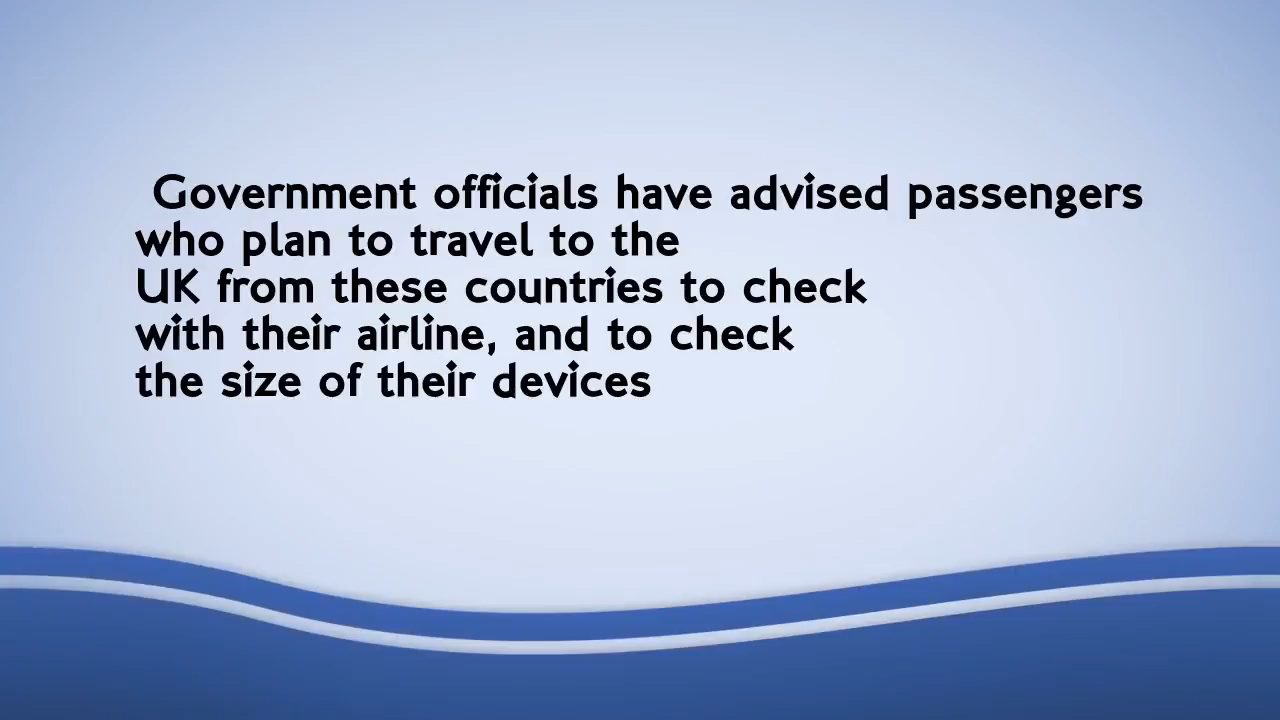 Government officials have advised passengers
who plan to travel to the
UK from these countries to check
with their airline, and to check
the size of their devices